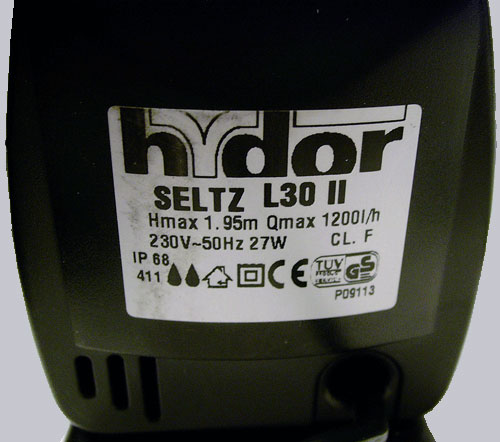 hydor
SELTZ L30 II
Hmax 1.95m Qmax 1200l/h
230V~50Hz 27W CL. F
IP 68
411 CE TUV GS
P09113